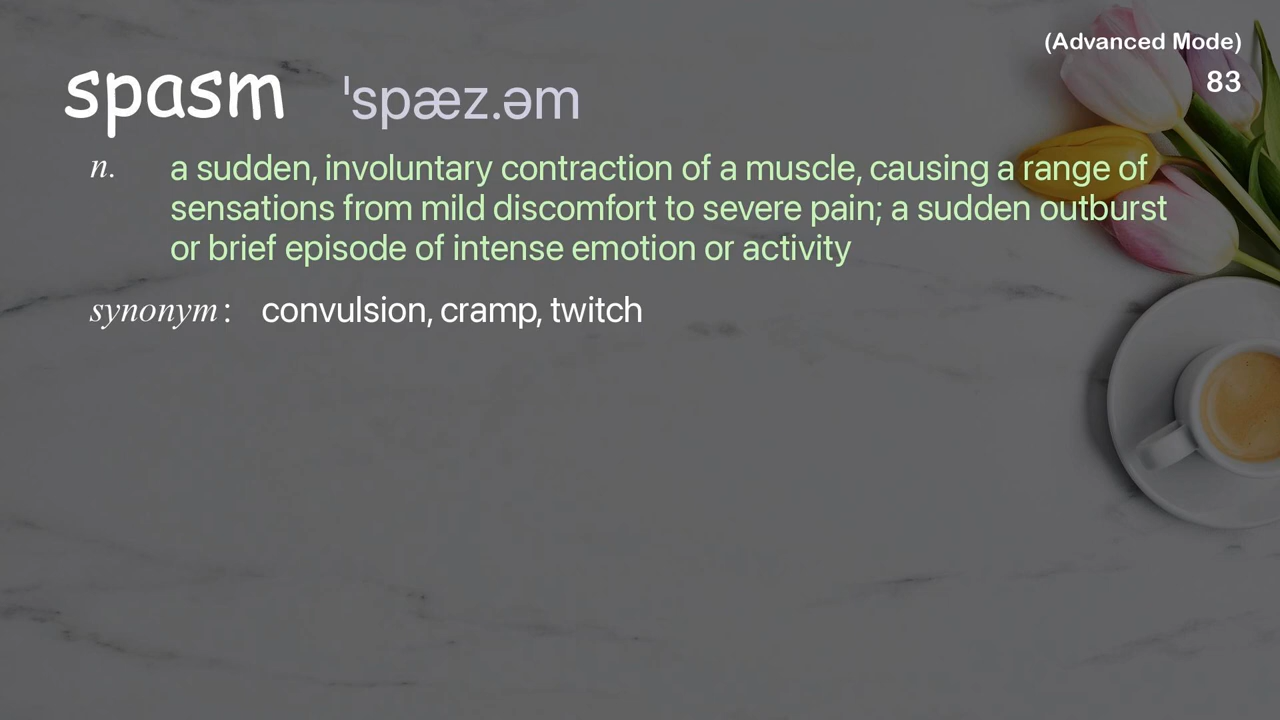 (Advanced Mode)
83
spasm ˈspæz.əm
n. a sudden, involuntary contraction of a muscle, causing a range of
sensations from mild discomfort to severe pain; a sudden outburst
or brief episode of intense emotion or activity
synonym: convulsion, cramp, twitch